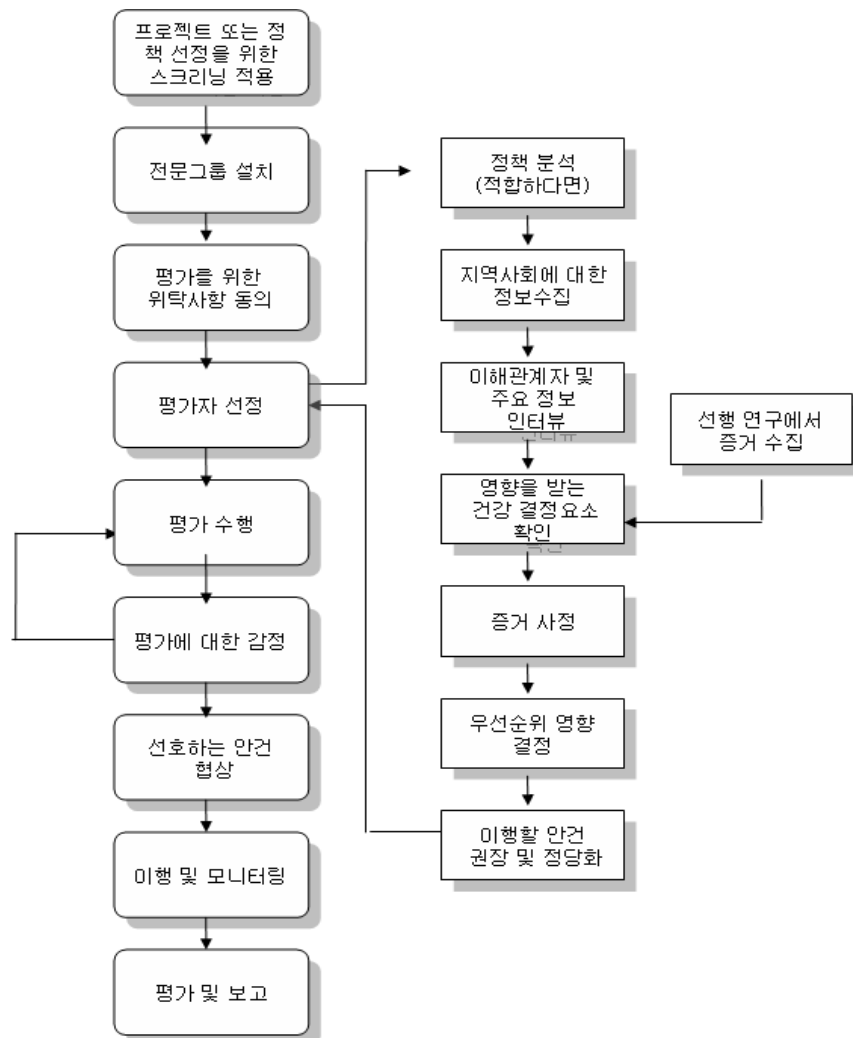 프로젝트 또는 정
책 선정을 위한
스크리닝 적용
전문그룹 설치
평가를 위한
위탁사항 동의
평가자 선정
평가 수행
평가에 대한 감정
선호하는 안건
협상
이행 및 모니터링
평가 및 보고
정책 분석
(적합하다면)
지역사회에 대한
정보수집
이해관계자 및
주요 정보
인터뷰
영향을 받는
건강 결정요소
확인
증거 사정
우선순위 영향
결정
이행할 안건
권장 및 정당화
선행 연구에서
증거 수집